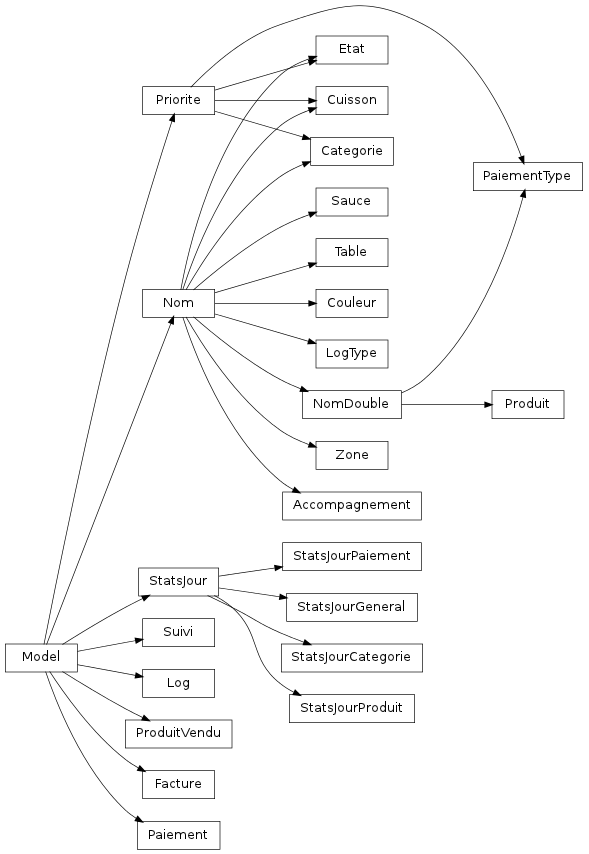 Etat
Priorite
Cuisson
Categorie
PaiementType
Sauce
Table
Nom
Couleur
LogType
NomDouble
Produit
Zone
Accompagnement
StatsJourPaiement
StatsJour
StatsJourGeneral
Suivi
Model
StatsJourCategorie
Log
StatsJourProduit
ProduitVendu
Facture
Paiement